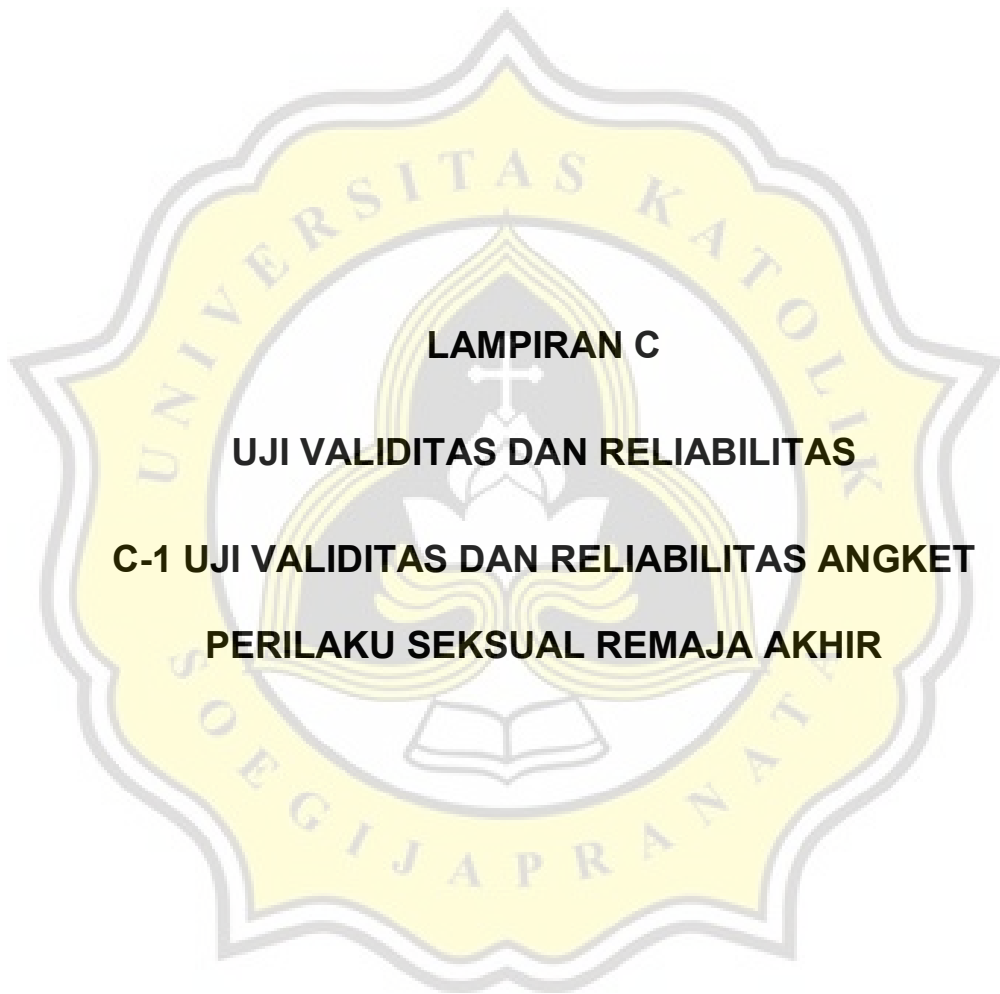 UNIVERSITAS KATOLIK
LAMPIRAN C
UJI VALIDITAS DAN RELIABILITAS
C-1 UJI VALIDITAS DAN RELIABILITAS ANGKET
PERILAKU SEKSUAL REMAJA AKHIR
SOEGIJAPRANATA